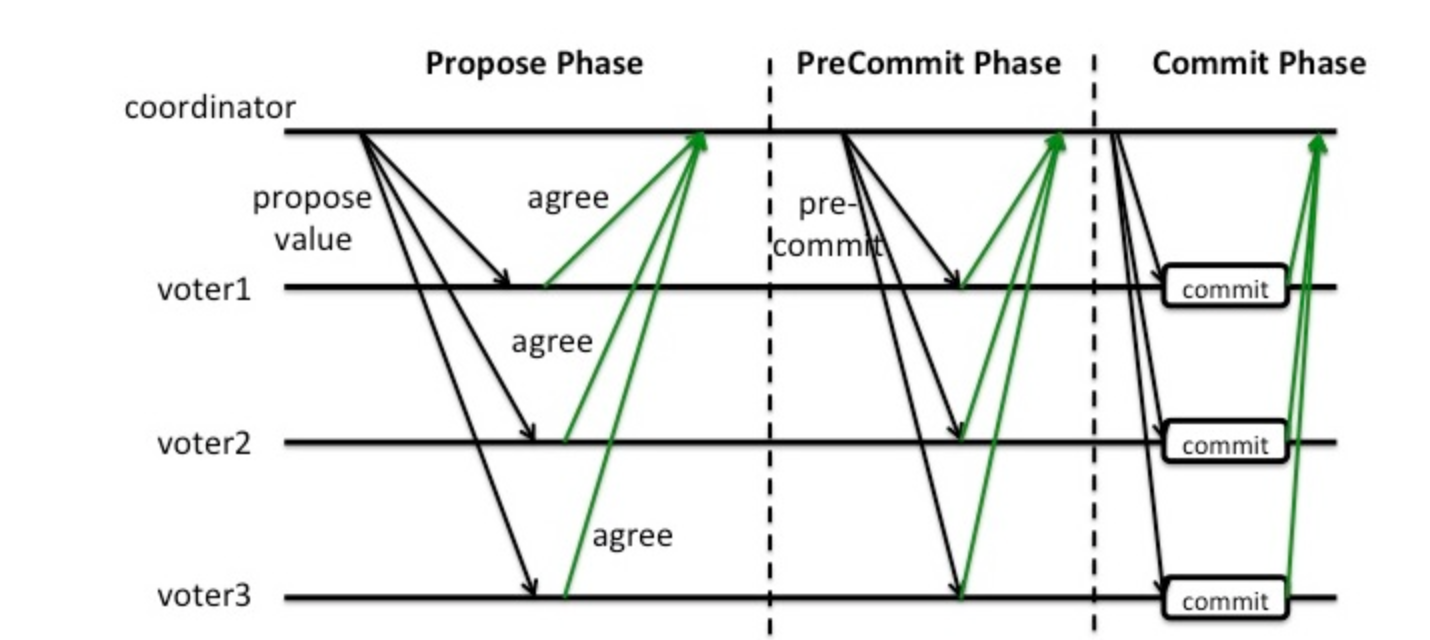 Propose Phase
PreCommit Phase
Commit Phase
coordinator
propose
value
agree
pre-
commit
voter1
commit
agree
voter2
commit
agree
voter3
commit